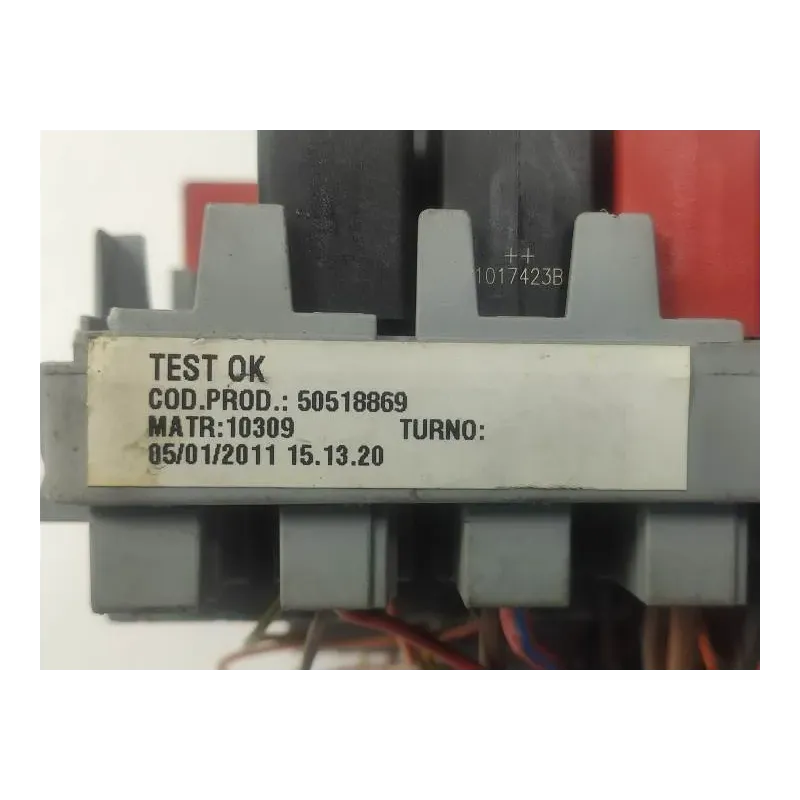 ++
1017423B
TEST OK
COD.PROD.: 50518869
MATR:10309 TURNO:
05/01/2011 15.13.20